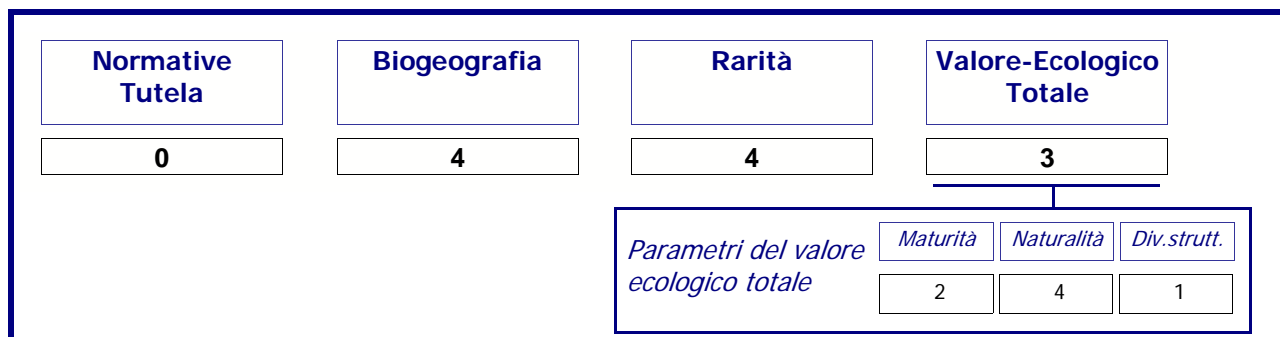 Normative
Tutela
Biogeografia
Rarità
Valore-Ecologico
Totale
0
4
4
3
Parametri del valore
ecologico totale
Maturità
Naturalità
Div.strutt.
2
4
1